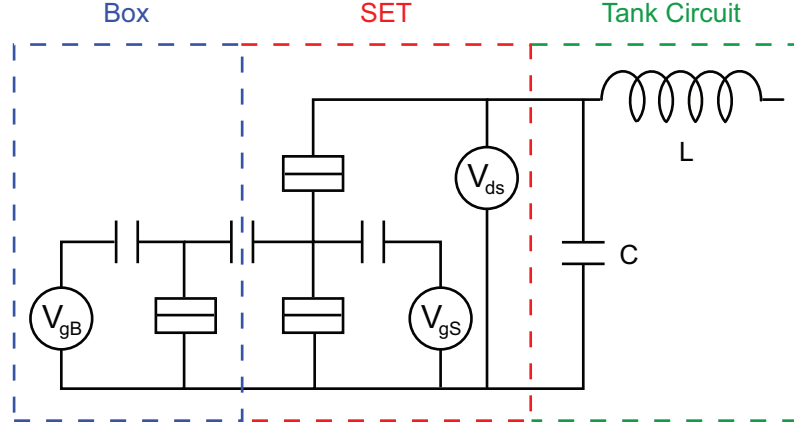 Box
SET
Tank Circuit
L
V_ds
C
V_gB
V_gS